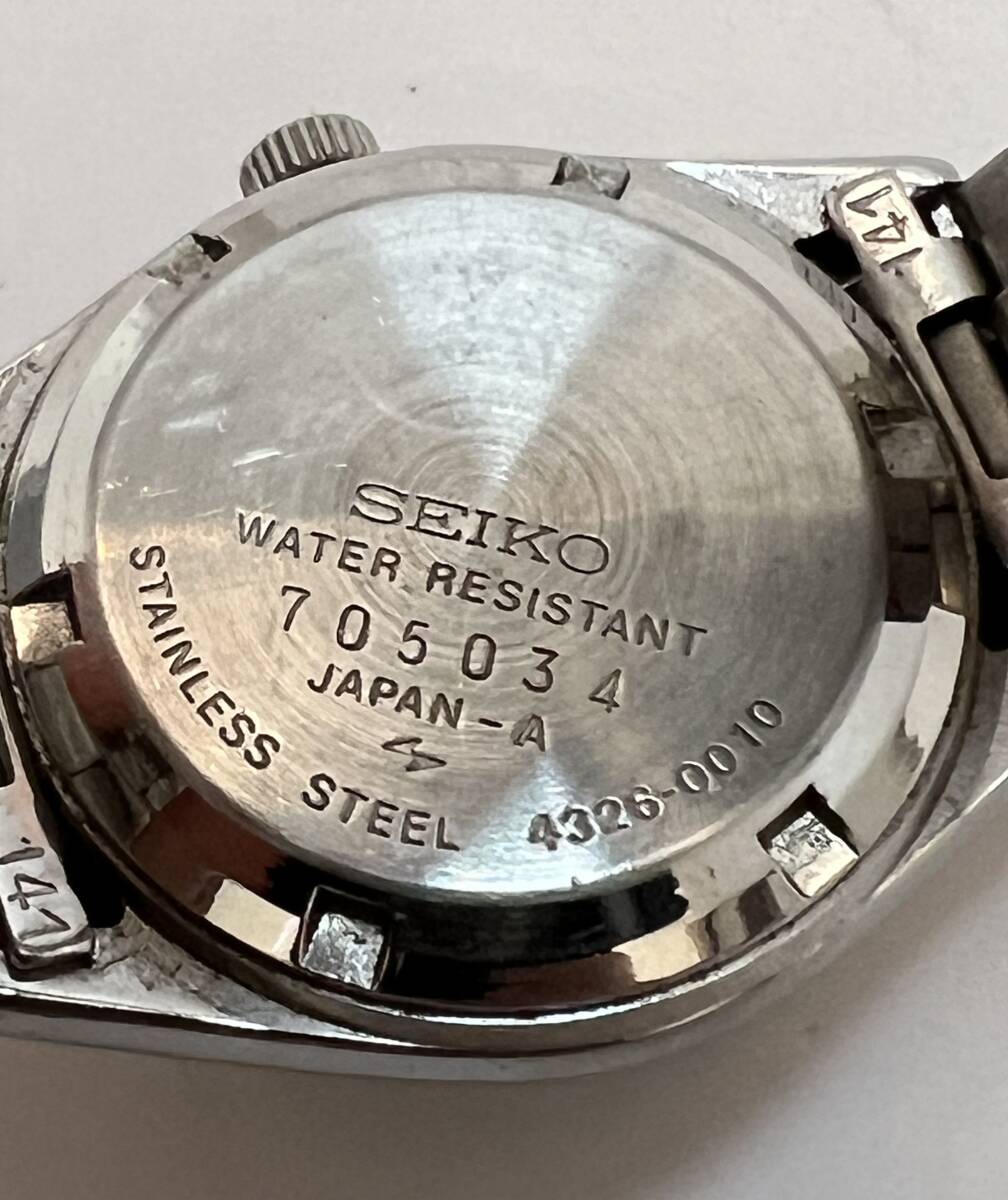 SEIKO
WATER RESISTANT
705034
JAPAN-A
STAINLESS STEEL 4326-0010
141
141